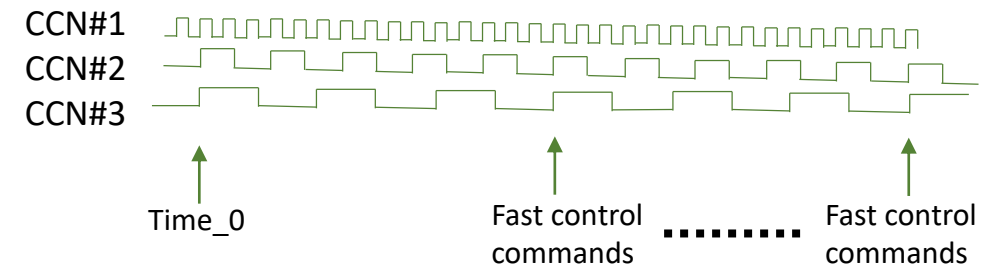 CCN#1
CCN#2
CCN#3
Time_0
Fast control
commands
Fast control
commands